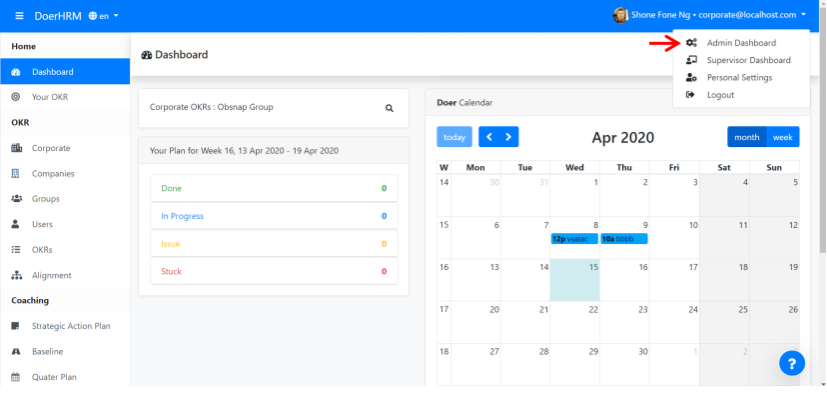 DoerHRM en
Shone Fone Ng • corporate@localhost.com
Admin Dashboard
Supervisor Dashboard
Personal Settings
Logout
Home
Dashboard
Your OKR
OKR
Corporate
Companies
Groups
Users
OKRs
Alignment
Coaching
Strategic Action Plan
Baseline
Quater Plan
Dashboard
Corporate OKRs : Obsnap Group
Your Plan for Week 16, 13 Apr 2020 - 19 Apr 2020
Done 0
In Progress 0
Issue 0
Stuck 0
Doer Calendar
today Apr 2020 month week
W Mon Tue Wed Thu Fri Sat Sun
14 30 31 1 2 3 4 5
15 6 7 8 9 10 11 12
12p vsasac 10a bbbb
16 13 14 15 16 17 18 19
17 20 21 22 23 24 25 26
18 27 28 29 30 1 2
?